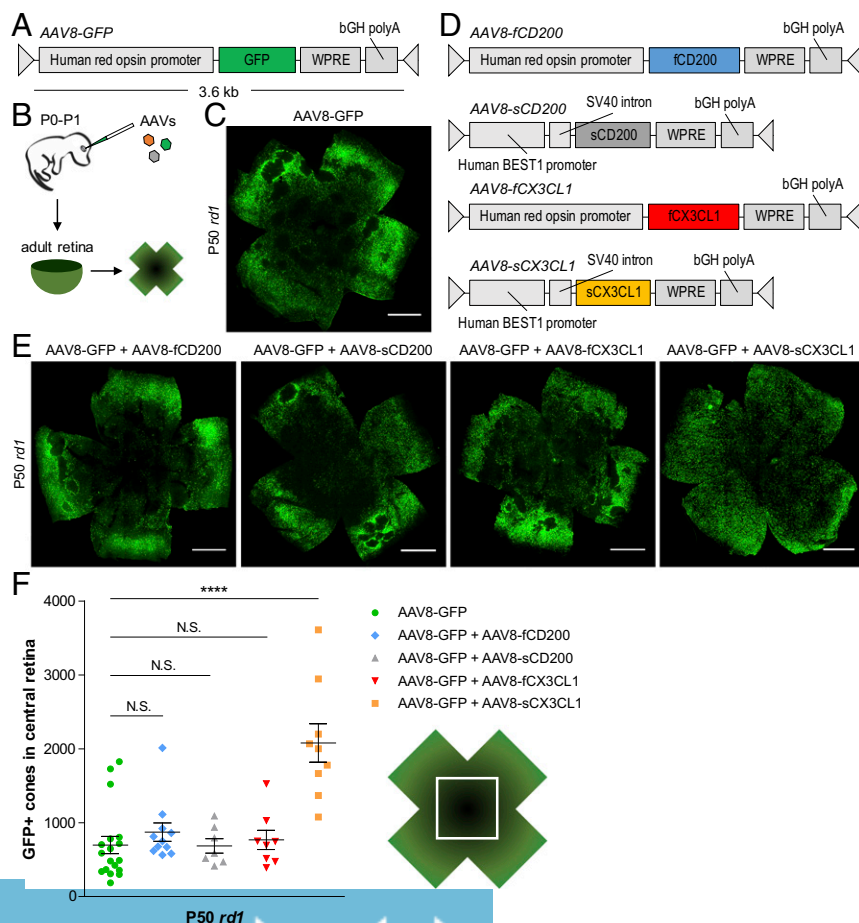 A
AAV8-GFP
bGH polyA
Human red opsin promoter
GFP
WPRE
3.6 kb
B
P0-P1
AAVs
adult retina
C
AAV8-GFP
P50 rd1
D
AAV8-fCD200
bGH polyA
Human red opsin promoter
fCD200
WPRE
AAV8-sCD200
SV40 intron
bGH polyA
sCD200
WPRE
Human BEST1 promoter
AAV8-fCX3CL1
bGH polyA
Human red opsin promoter
fCX3CL1
WPRE
AAV8-sCX3CL1
SV40 intron
bGH polyA
sCX3CL1
WPRE
Human BEST1 promoter
E
AAV8-GFP + AAV8-fCD200
AAV8-GFP + AAV8-sCD200
AAV8-GFP + AAV8-fCX3CL1
AAV8-GFP + AAV8-sCX3CL1
P50 rd1
F
GFP+ cones in central retina
4000
3000
2000
1000
0
****
N.S.
N.S.
N.S.
P50 rd1
AAV8-GFP
AAV8-GFP + AAV8-fCD200
AAV8-GFP + AAV8-sCD200
AAV8-GFP + AAV8-fCX3CL1
AAV8-GFP + AAV8-sCX3CL1